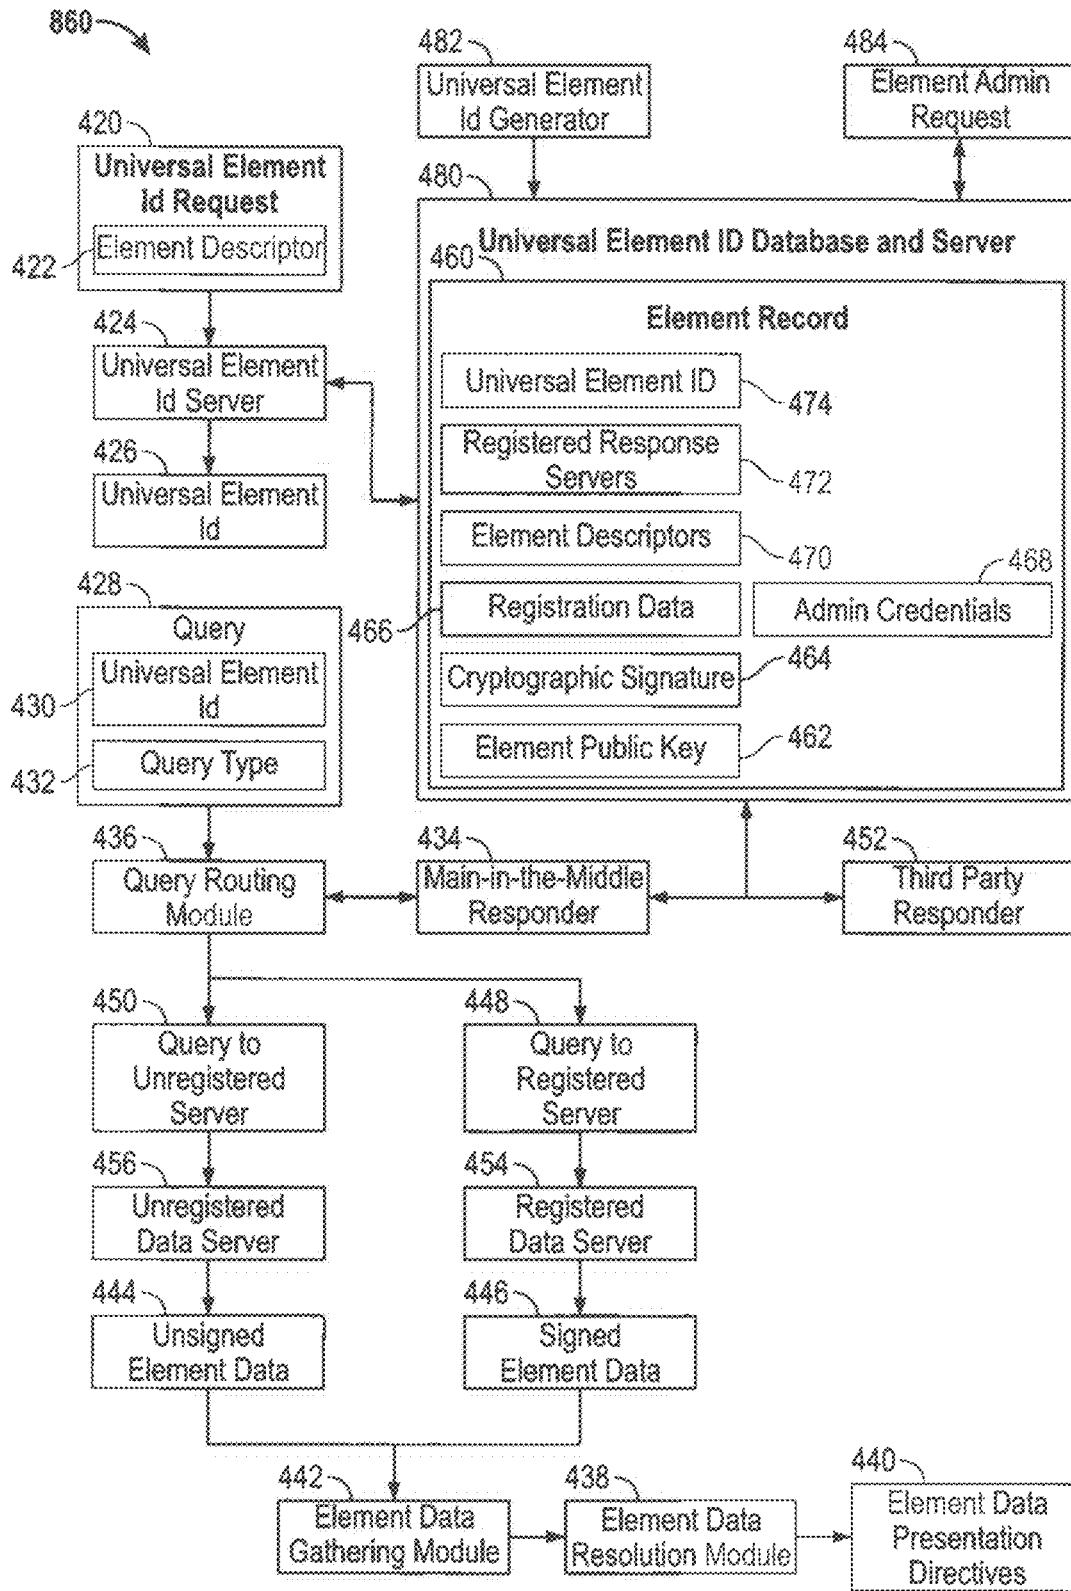 860
482
Universal Element
Id Generator
484
Element Admin
Request
420
Universal Element
Id Request
Element Descriptor
422
480
Universal Element ID Database and Server
460
Element Record
Universal Element ID
474
Registered Response
Servers
472
Element Descriptors
470
Registration Data
466
468
Admin Credentials
Cryptographic Signature
464
Element Public Key
462
424
Universal Element
Id Server
426
Universal Element
Id
428
Query
Universal Element
Id
430
Query Type
432
436
Query Routing
Module
434
Main-in-the-Middle
Responder
452
Third Party
Responder
450
Query to
Unregistered
Server
448
Query to
Registered
Server
456
Unregistered
Data Server
454
Registered
Data Server
444
Unsigned
Element Data
446
Signed
Element Data
442
Element Data
Gathering Module
438
Element Data
Resolution Module
440
Element Data
Presentation
Directives